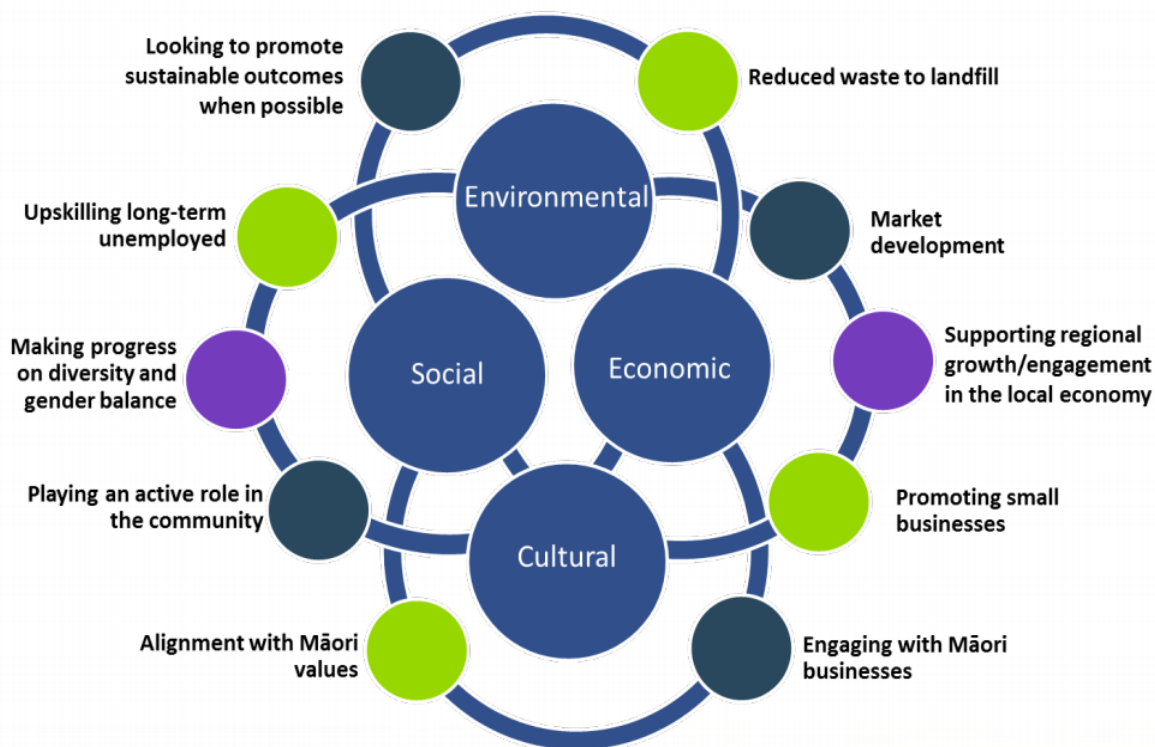 Looking to promote
sustainable outcomes
when possible
Reduced waste to landfill
Environmental
Upskilling long-term
unemployed
Market
development
Making progress
on diversity and
gender balance
Social
Economic
Supporting regional
growth/engagement
in the local economy
Playing an active role in
the community
Promoting small
businesses
Cultural
Alignment with Māori
values
Engaging with Māori
businesses